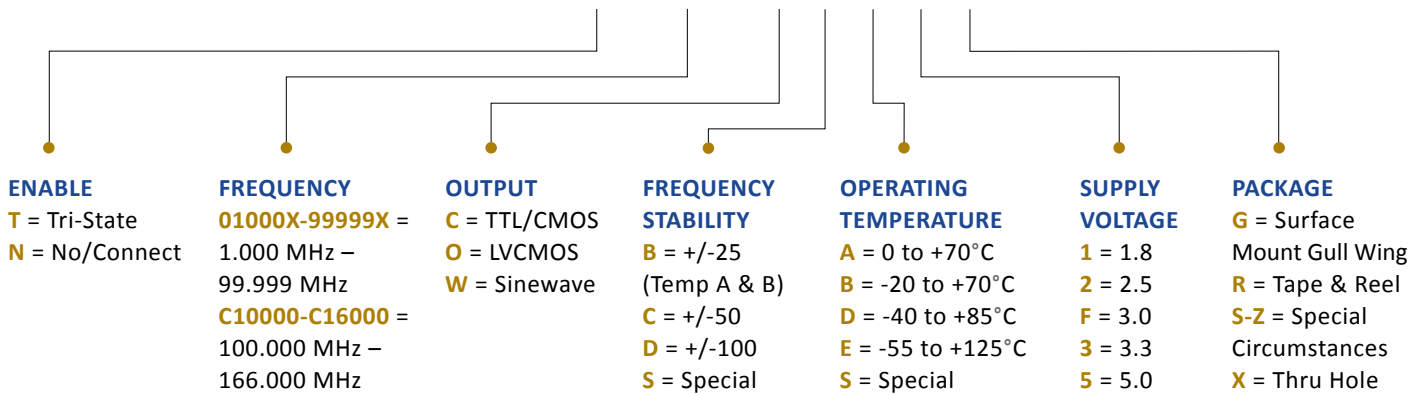 ENABLE
T = Tri-State
N = No/Connect
FREQUENCY
01000X-99999X =
1.000 MHz –
99.999 MHz
C10000-C16000 =
100.000 MHz –
166.000 MHz
OUTPUT
C = TTL/CMOS
O = LVCMOS
W = Sinewave
FREQUENCY
STABILITY
B = +/-25
(Temp A & B)
C = +/-50
D = +/-100
S = Special
OPERATING
TEMPERATURE
A = 0 to +70°C
B = -20 to +70°C
D = -40 to +85°C
E = -55 to +125°C
S = Special
SUPPLY
VOLTAGE
1 = 1.8
2 = 2.5
F = 3.0
3 = 3.3
5 = 5.0
PACKAGE
G = Surface
Mount Gull Wing
R = Tape & Reel
S-Z = Special
Circumstances
X = Thru Hole